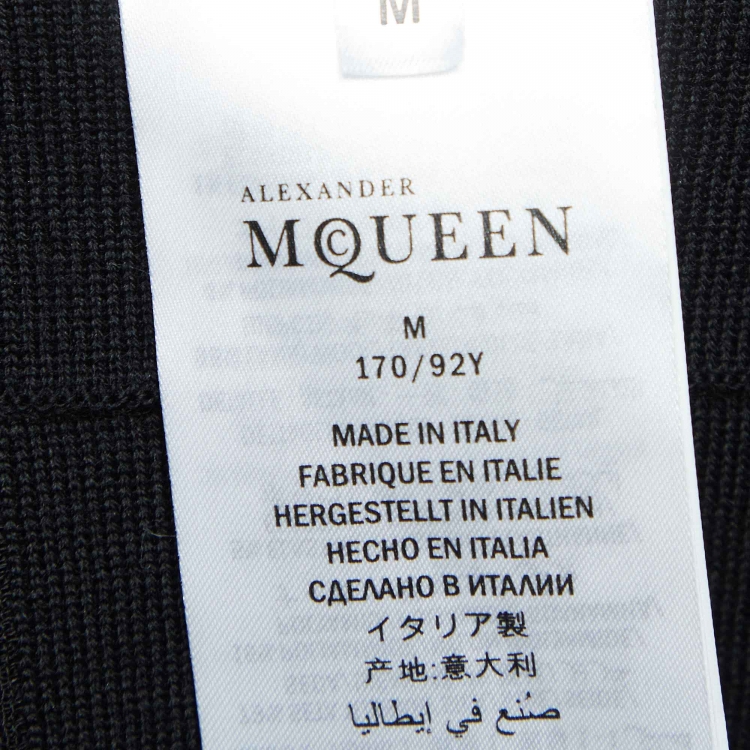 M
ALEXANDER
MCQUEEN
M
170/92Y
MADE IN ITALY
FABRIQUE EN ITALIE
HERGESTELLT IN ITALIEN
HECHO EN ITALIA
СДЕЛАНО В ИТАЛИИ
イタリア製
产地:意大利
صُنع في إيطاليا